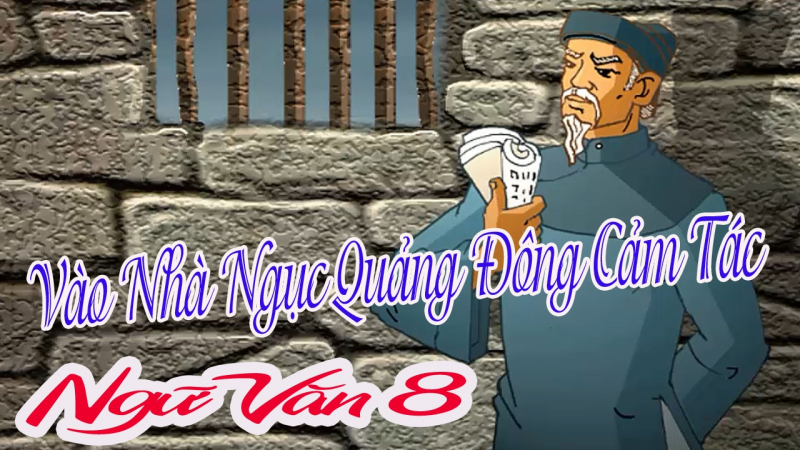 Vào Nhà Ngục Quảng Đông Cảm Tác
Ngữ Văn 8